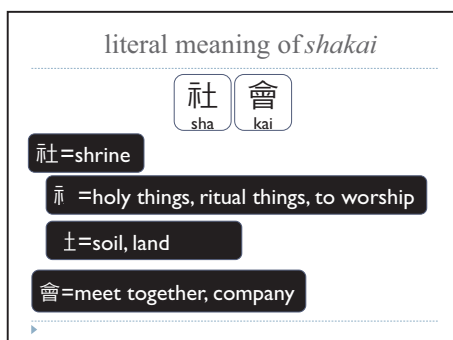 literal meaning of shakai
社 會
sha kai
社=shrine
礻=holy things, ritual things, to worship
土=soil, land
會=meet together, company